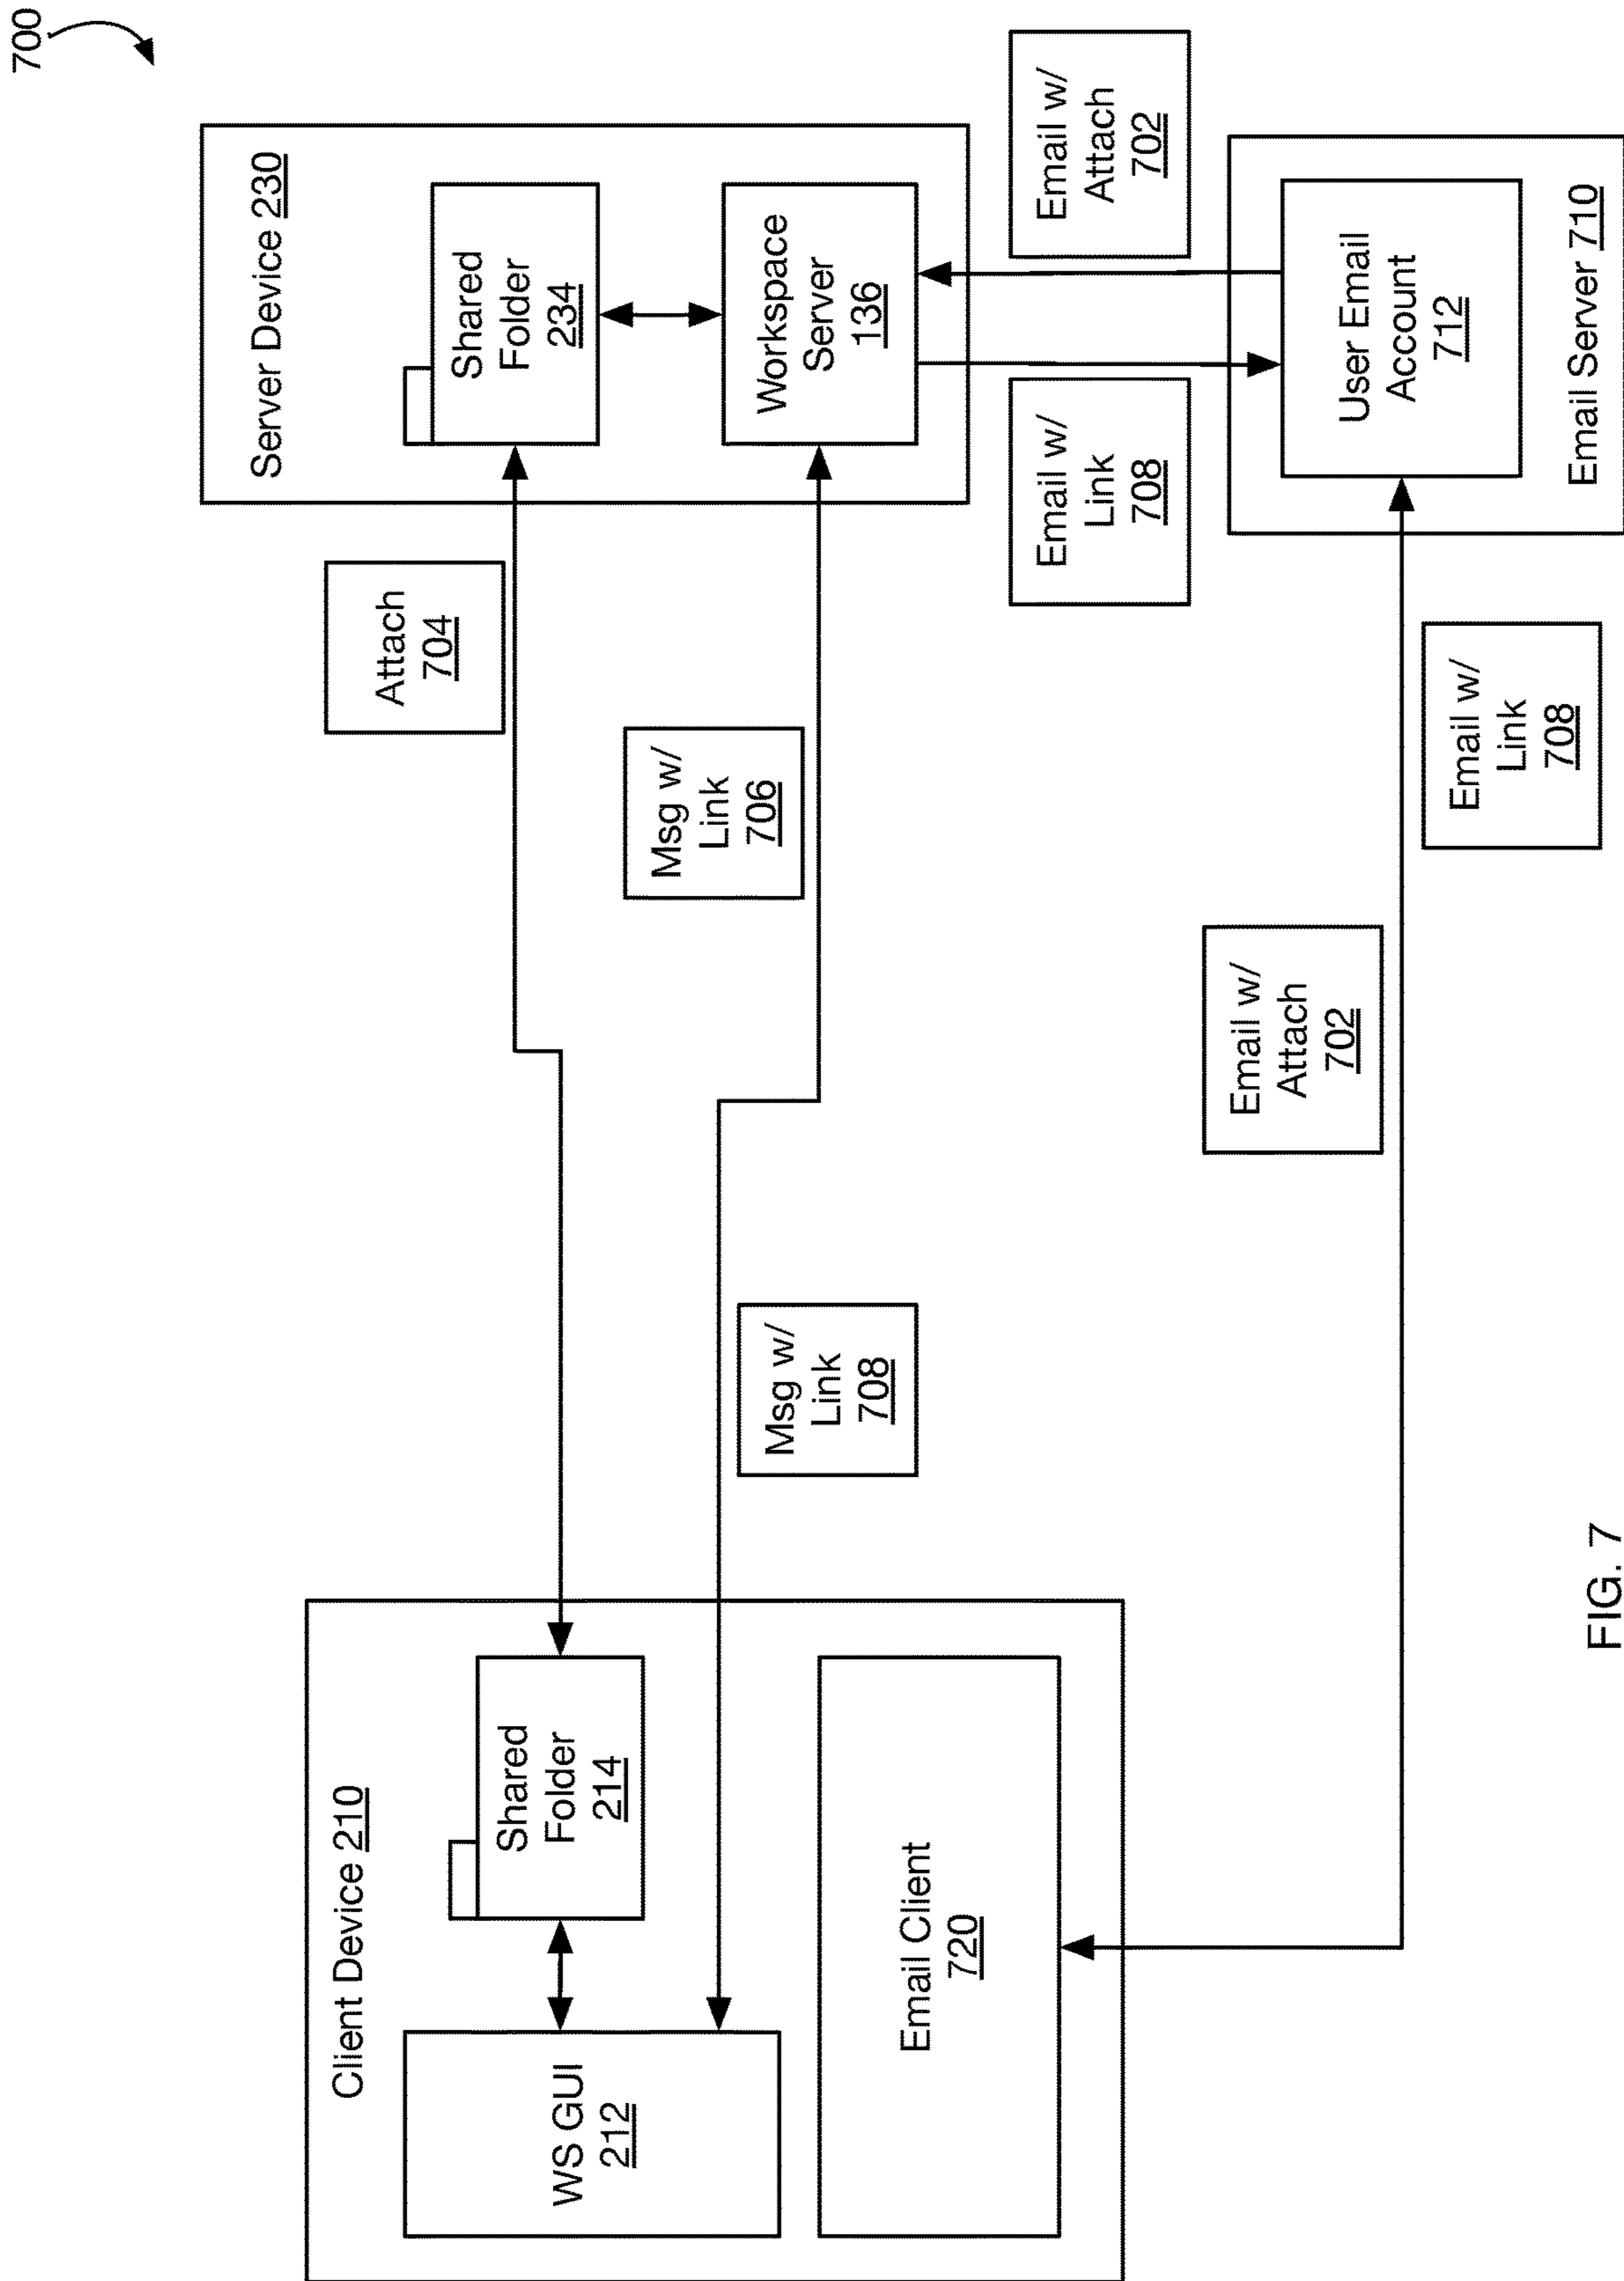 700
Client Device 210
WS GUI
212
Shared
Folder
214
Email Client
720
Attach
704
Msg w/
Link
706
Msg w/
Link
708
Email w/
Attach
702
Email w/
Link
708
Server Device 230
Shared
Folder
234
Workspace
Server
136
Email w/
Link
708
Email w/
Attach
702
User Email
Account
712
Email Server 710
FIG. 7